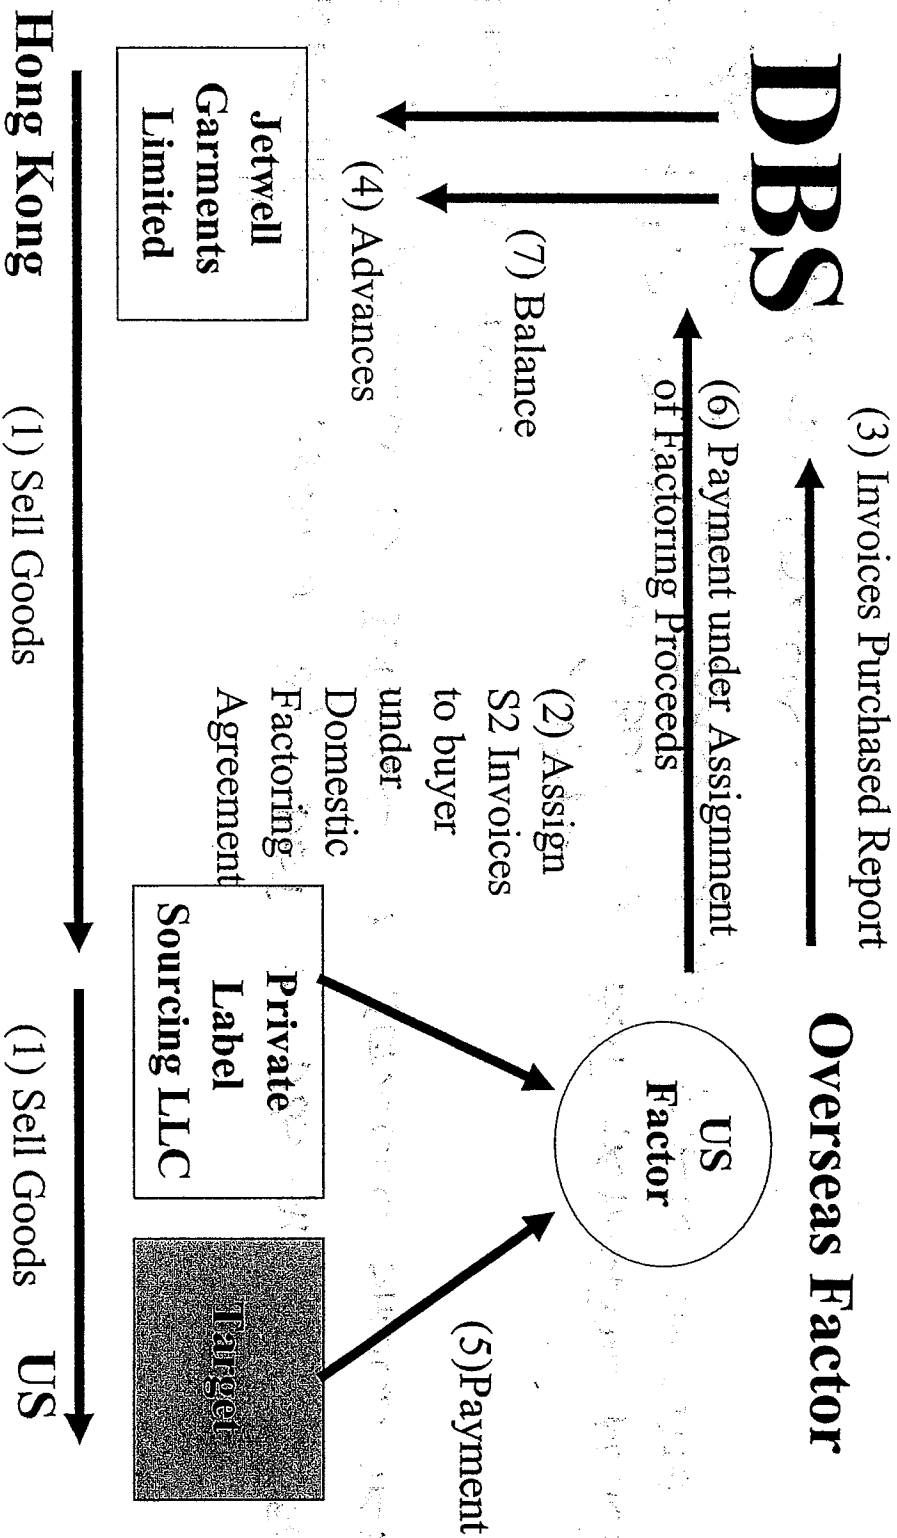 DBS
(3) Invoices Purchased Report
Overseas Factor
(6) Payment under Assignment
of Factoring Proceeds
US
Factor
(7) Balance
(4) Advances
(2) Assign
S2 Invoices
to buyer
under
Domestic
Factoring
Agreement
(5)Payment
Jetwell
Garments
Limited
Private
Label
Sourcing LLC
Target
Hong Kong
(1) Sell Goods
(1) Sell Goods
US